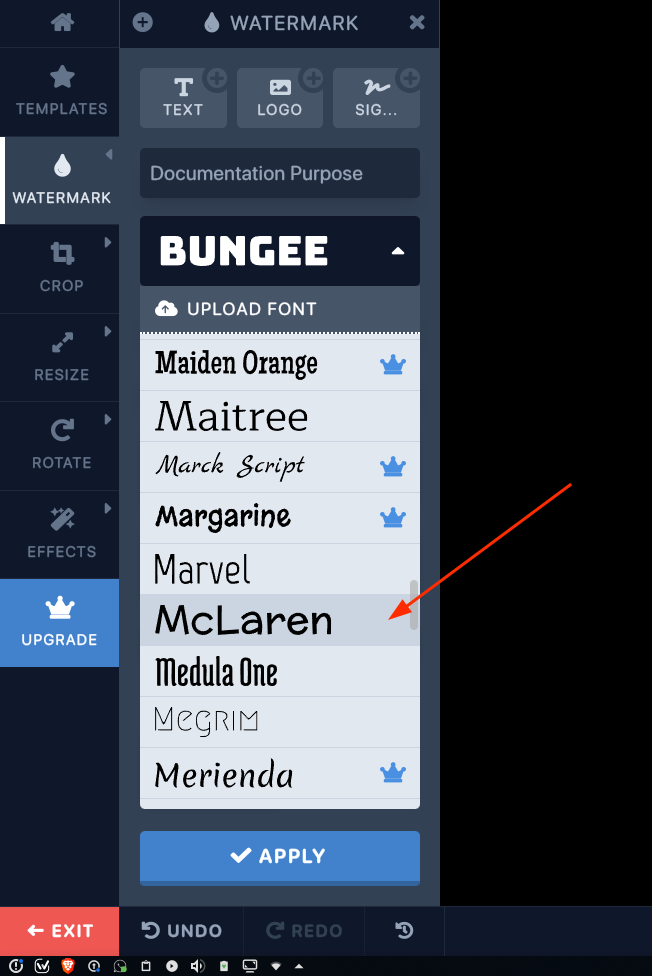 WATERMARK
TEMPLATES
WATERMARK
CROP
RESIZE
ROTATE
EFFECTS
UPGRADE
TEXT
LOGO
SIG...
Documentation Purpose
BUNGEE
UPLOAD FONT
Maiden Orange
Maitree
Marck Script
Margarine
Marvel
McLaren
Medula One
Megrim
Merienda
APPLY
EXIT
UNDO
REDO